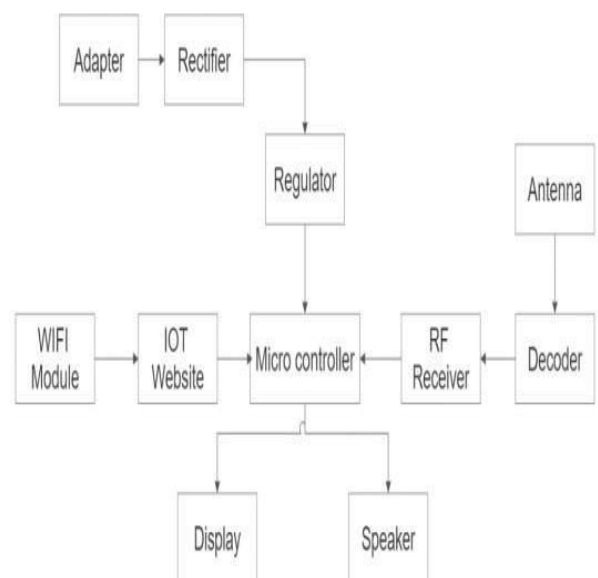 Adapter
Rectifier
Regulator
Antenna
WIFI
Module
IOT
Website
Micro controller
RF
Receiver
Decoder
Display
Speaker